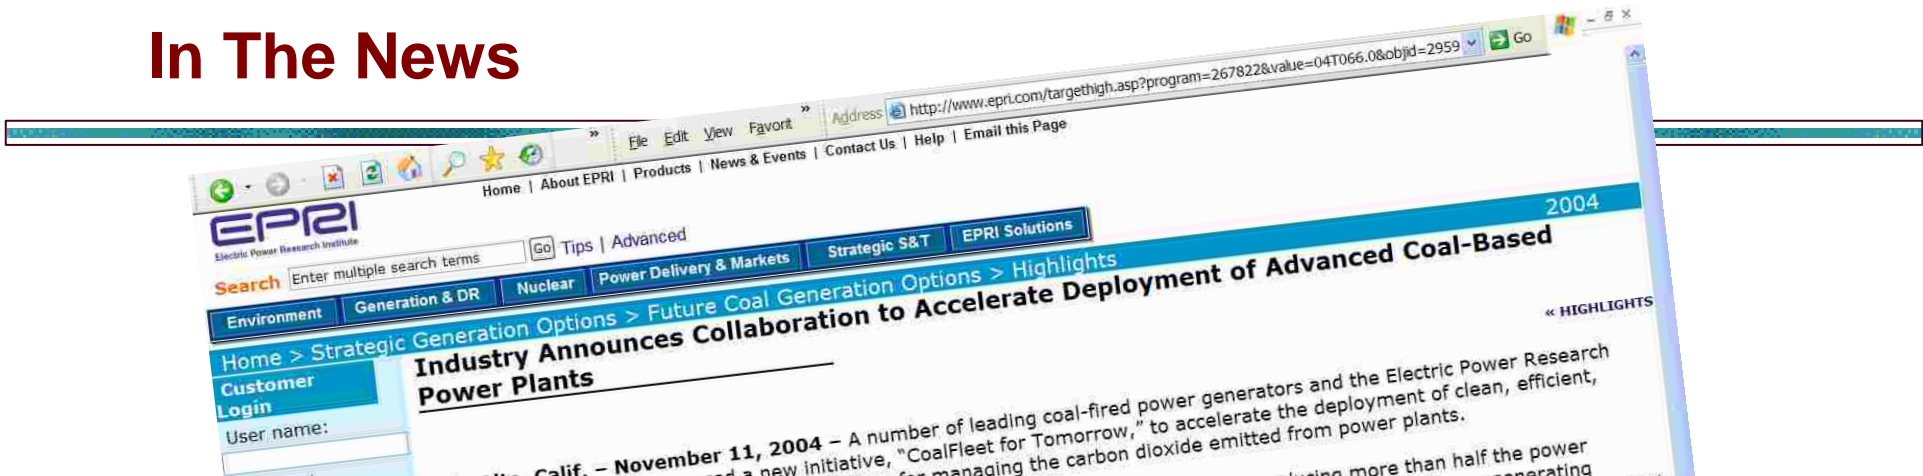 In The News
File Edit View Favorit » Address http://www.epri.com/targethigh.asp?program=267822&value=04T066.0&objid=2959 Go
Home | About EPRI | Products | News & Events | Contact Us | Help | Email this Page
EPRI
Electric Power Research Institute
Search Enter multiple search terms Go Tips | Advanced
Environment Generation & DR Nuclear Power Delivery & Markets Strategic S&T EPRI Solutions
2004
Home > Strategic Generation Options > Future Coal Generation Options > Highlights
Industry Announces Collaboration to Accelerate Deployment of Advanced Coal-Based
Power Plants
« HIGHLIGHTS
Customer
Login
User name:
Calif. – November 11, 2004 – A number of leading coal-fired power generators and the Electric Power Research
a new initiative, “CoalFleet for Tomorrow,” to accelerate the deployment of clean, efficient,
for managing the carbon dioxide emitted from power plants.
more than half the power